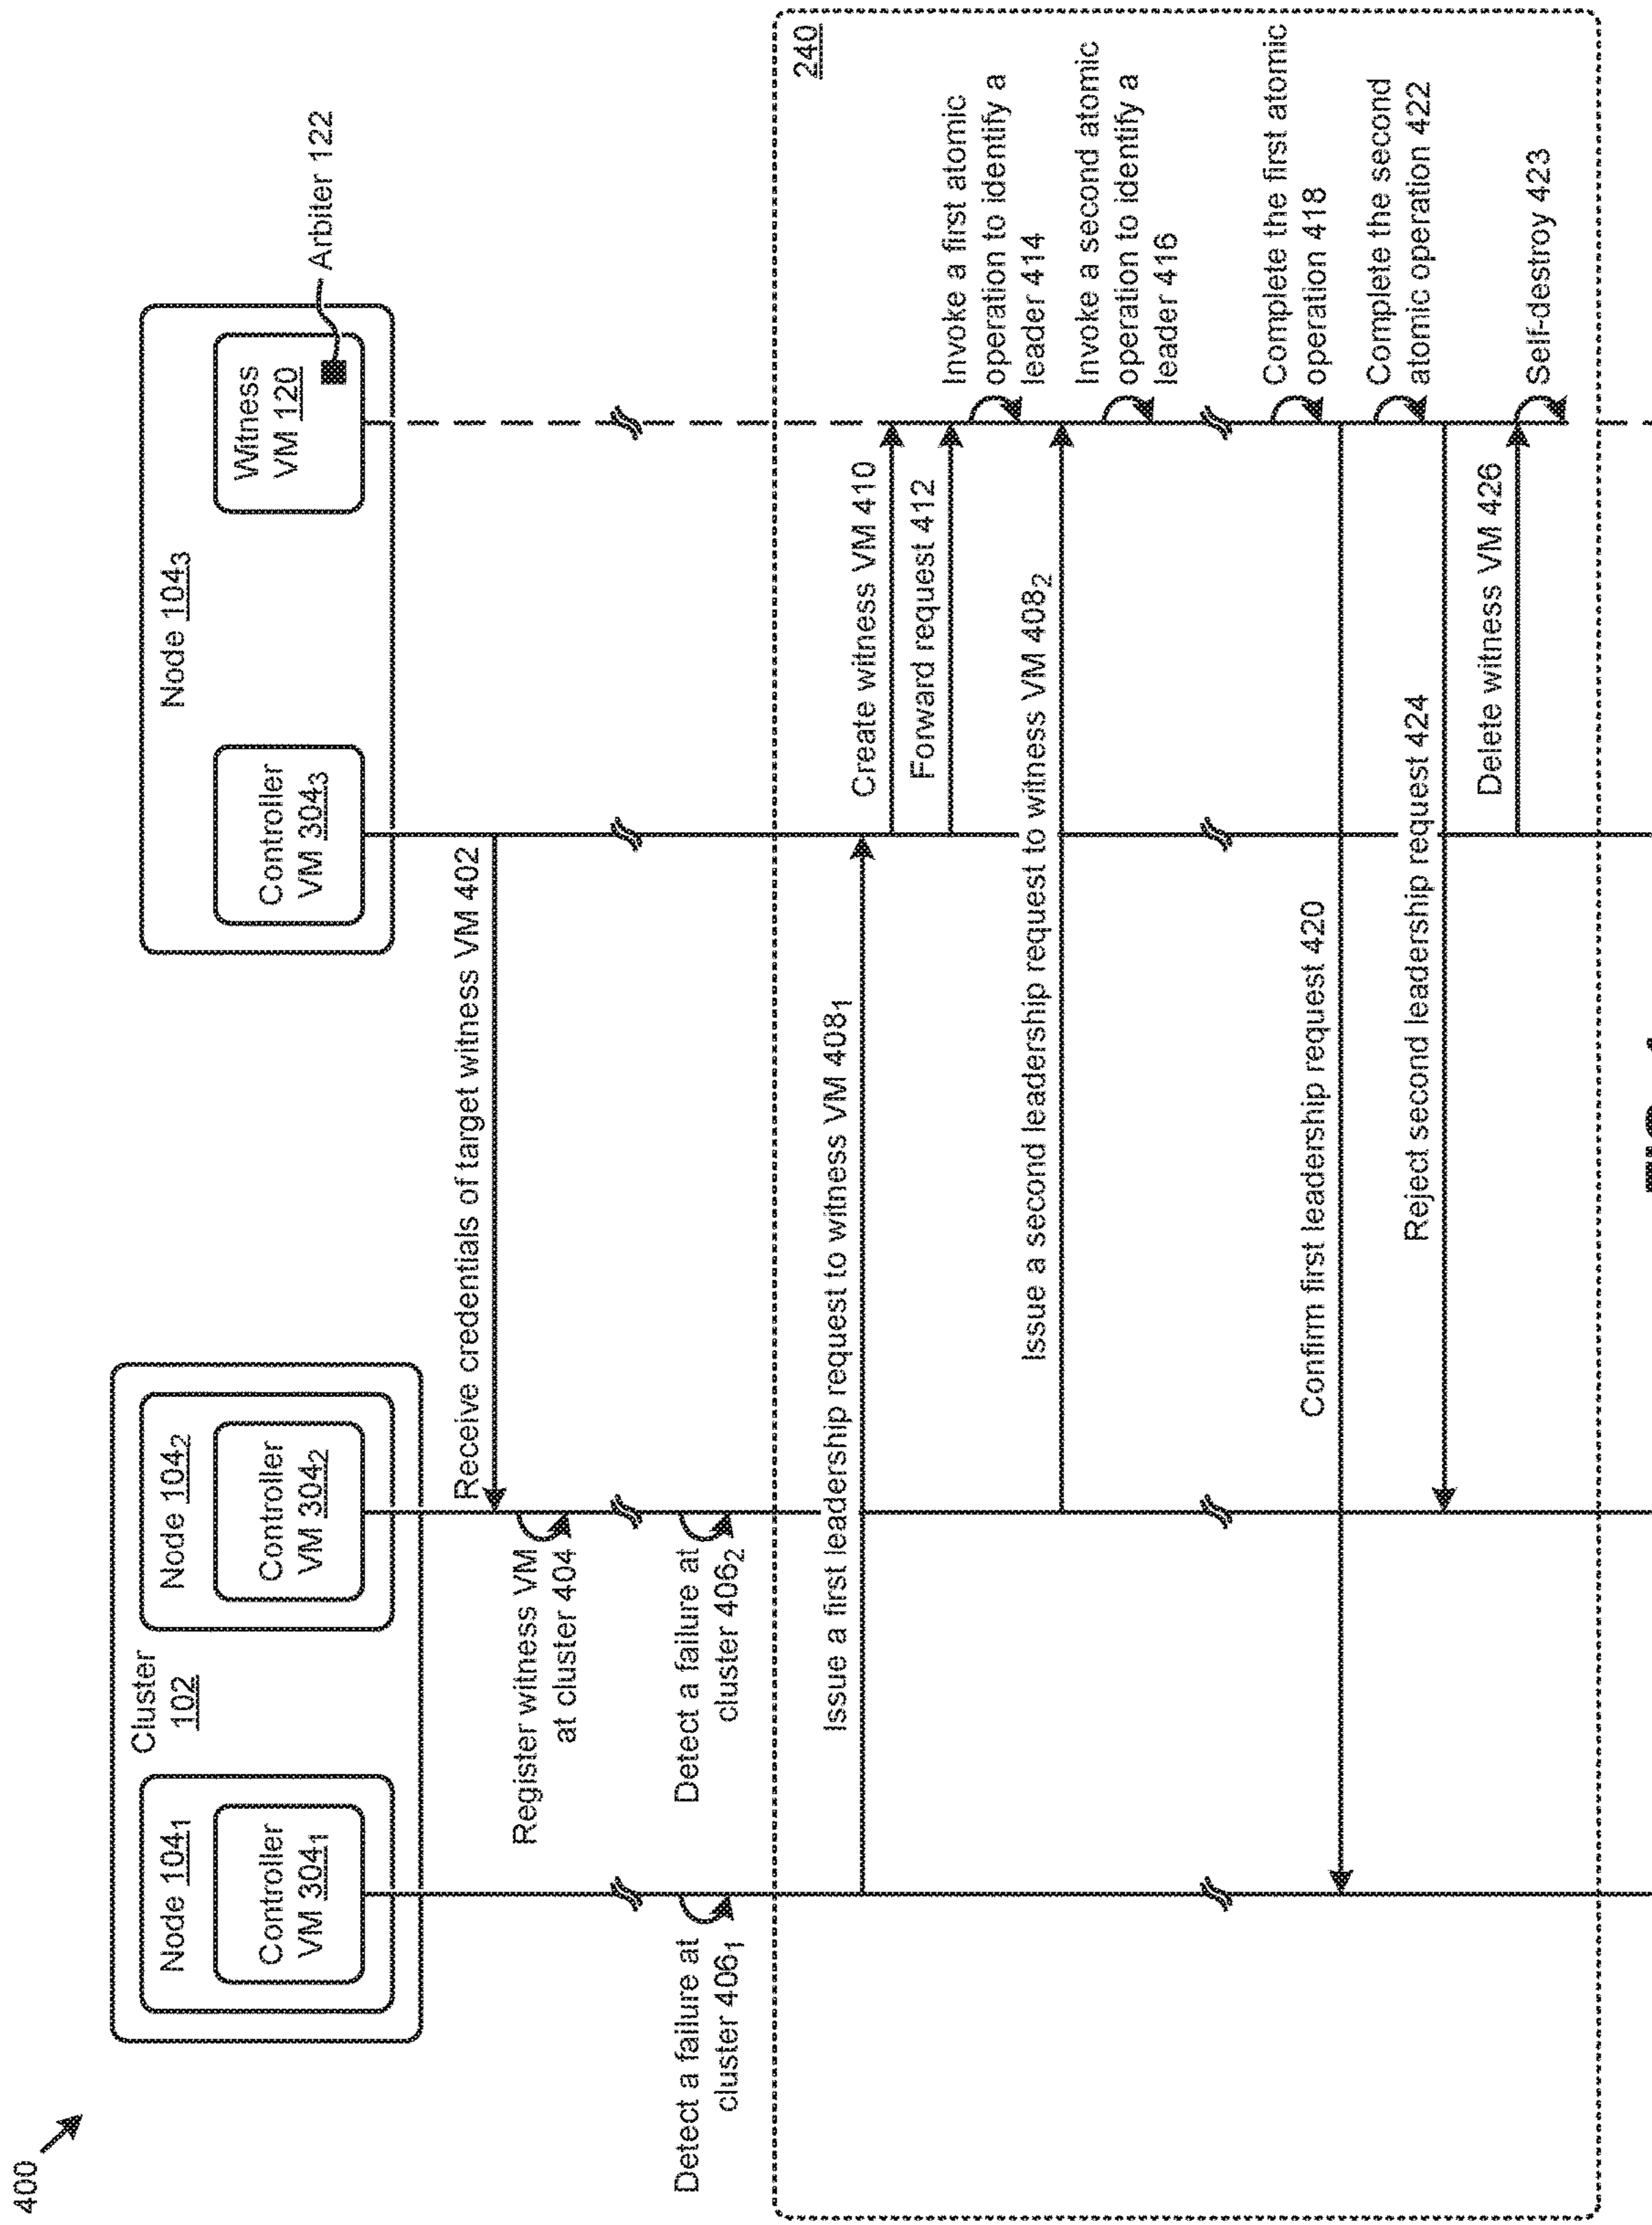 400
Cluster
102
Node 104₁
Controller
VM 304₁
Node 104₂
Controller
VM 304₂
Node 104₃
Controller
VM 304₃
Witness
VM 120
Arbiter 122
Receive credentials of target witness VM 402
Register witness VM
at cluster 404
Detect a failure at
cluster 406₁
Detect a failure at
cluster 406₂
240
Issue a first leadership request to witness VM 408₁
Create witness VM 410
Forward request 412
Invoke a first atomic
operation to identify a
leader 414
Issue a second leadership request to witness VM 408₂
Invoke a second atomic
operation to identify a
leader 416
Complete the first atomic
operation 418
Confirm first leadership request 420
Complete the second
atomic operation 422
Reject second leadership request 424
Delete witness VM 426
Self-destroy 423